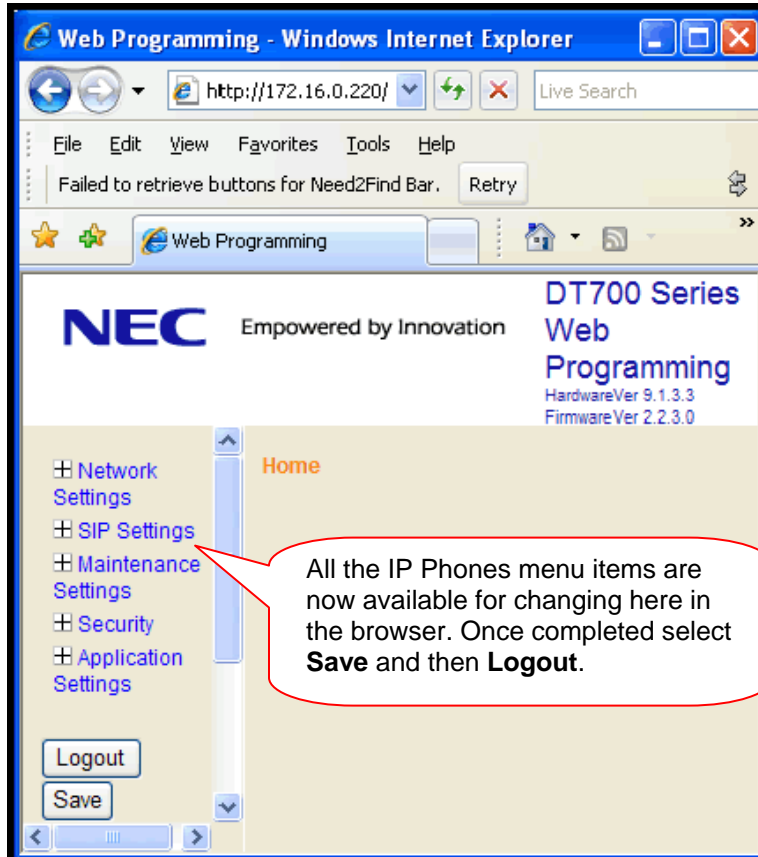 Web Programming - Windows Internet Explorer
http://172.16.0.220/
Live Search
File Edit View Favorites Tools Help
Failed to retrieve buttons for Need2Find Bar. Retry
Web Programming
»
NEC Empowered by Innovation
DT700 Series
Web
Programming
HardwareVer 9.1.3.3
FirmwareVer 2.2.3.0
Network
Settings
SIP Settings
Maintenance
Settings
Security
Application
Settings
Logout
Save
Home
All the IP Phones menu items are
now available for changing here in
the browser. Once completed select
Save and then Logout.